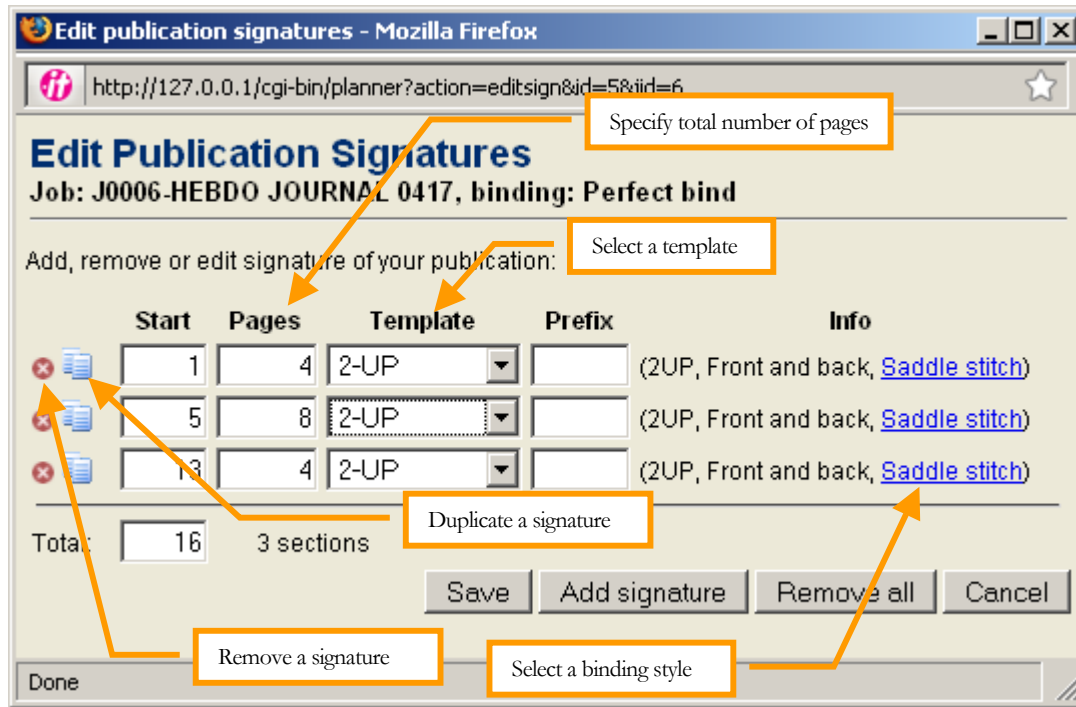 Edit publication signatures - Mozilla Firefox
http://127.0.0.1/cgi-bin/planner?action=editsign&id=5&iid=6
Specify total number of pages
Edit Publication Signatures
Job: J0006-HEBDO JOURNAL 0417, binding: Perfect bind
Select a template
Add, remove or edit signature of your publication:
Start Pages Template Prefix Info
1 4 2-UP (2UP, Front and back, Saddle stitch)
5 8 2-UP (2UP, Front and back, Saddle stitch)
13 4 2-UP (2UP, Front and back, Saddle stitch)
Duplicate a signature
Total: 16 3 sections
Save Add signature Remove all Cancel
Remove a signature
Select a binding style
Done